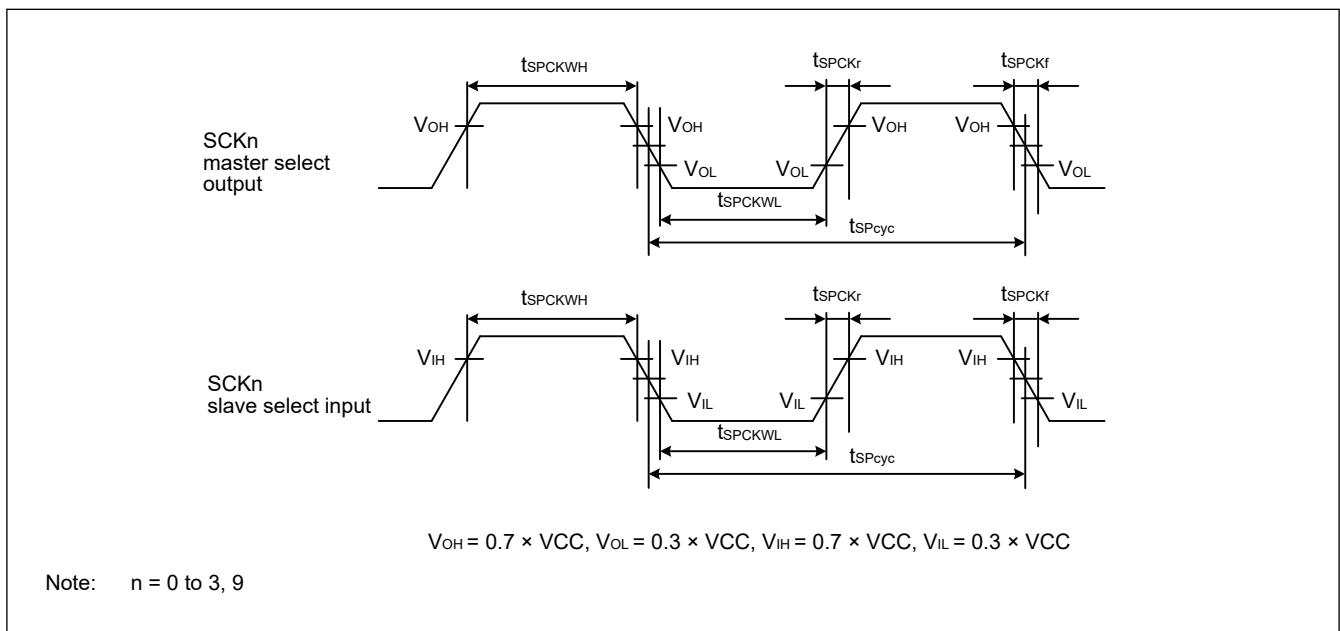 tSPCKWH
tSPCKr
tSPCKf
VOH
VOH
VOH
VOH
SCKn
master select
output
VOL
VOL
VOL
tSPCKWL
tSPcyc
tSPCKWH
tSPCKr
tSPCKf
VIH
VIH
VIH
VIH
SCKn
slave select input
VIL
VIL
VIL
tSPCKWL
tSPcyc
VOH = 0.7 × VCC, VOL = 0.3 × VCC, VIH = 0.7 × VCC, VIL = 0.3 × VCC
Note: n = 0 to 3, 9